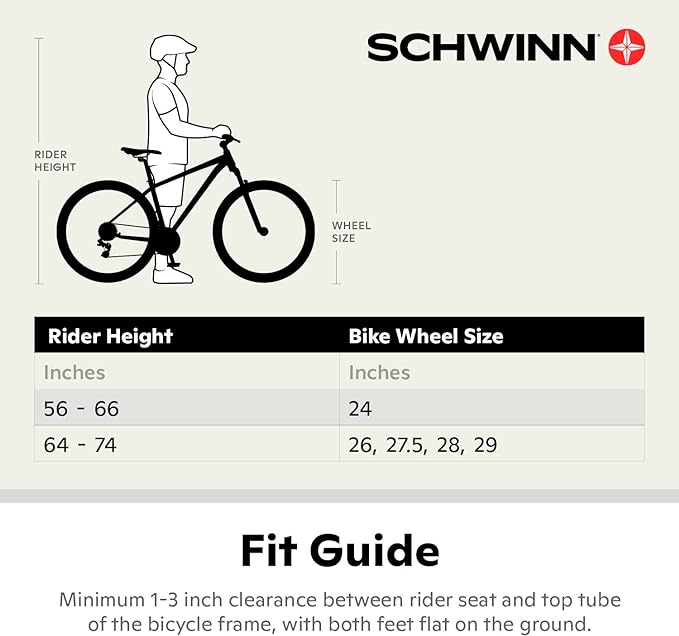 SCHWINN
RIDER
HEIGHT
WHEEL
SIZE
Rider Height Bike Wheel Size
Inches Inches
56 - 66 24
64 - 74 26, 27.5, 28, 29
Fit Guide
Minimum 1-3 inch clearance between rider seat and top tube
of the bicycle frame, with both feet flat on the ground.